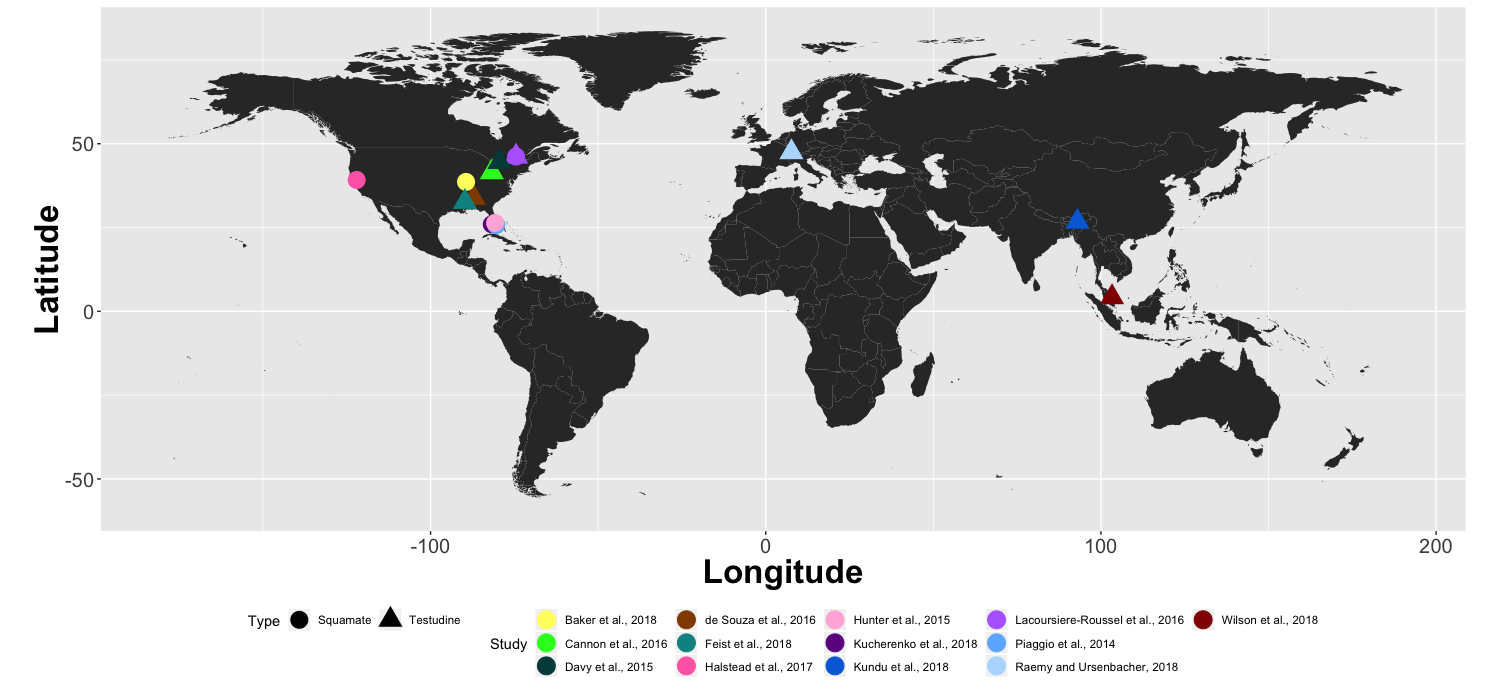 Latitude
50
0
-50
-100
0
100
200
Longitude
Type
Squamate
Testudine
Study
Baker et al., 2018
Cannon et al., 2016
Davy et al., 2015
de Souza et al., 2016
Feist et al., 2018
Halstead et al., 2017
Hunter et al., 2015
Kucherenko et al., 2018
Kundu et al., 2018
Lacoursiere-Roussel et al., 2016
Piaggio et al., 2014
Raemy and Ursenbacher, 2018
Wilson et al., 2018